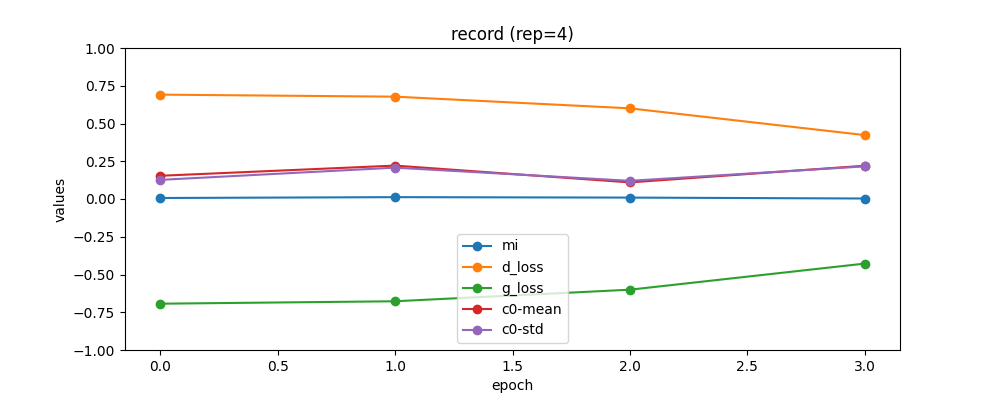 record (rep=4)
1.00
0.75
0.50
0.25
0.00
−0.25
−0.50
−0.75
−1.00
values
mi
d_loss
g_loss
c0-mean
c0-std
0.0 0.5 1.0 1.5 2.0 2.5 3.0
epoch